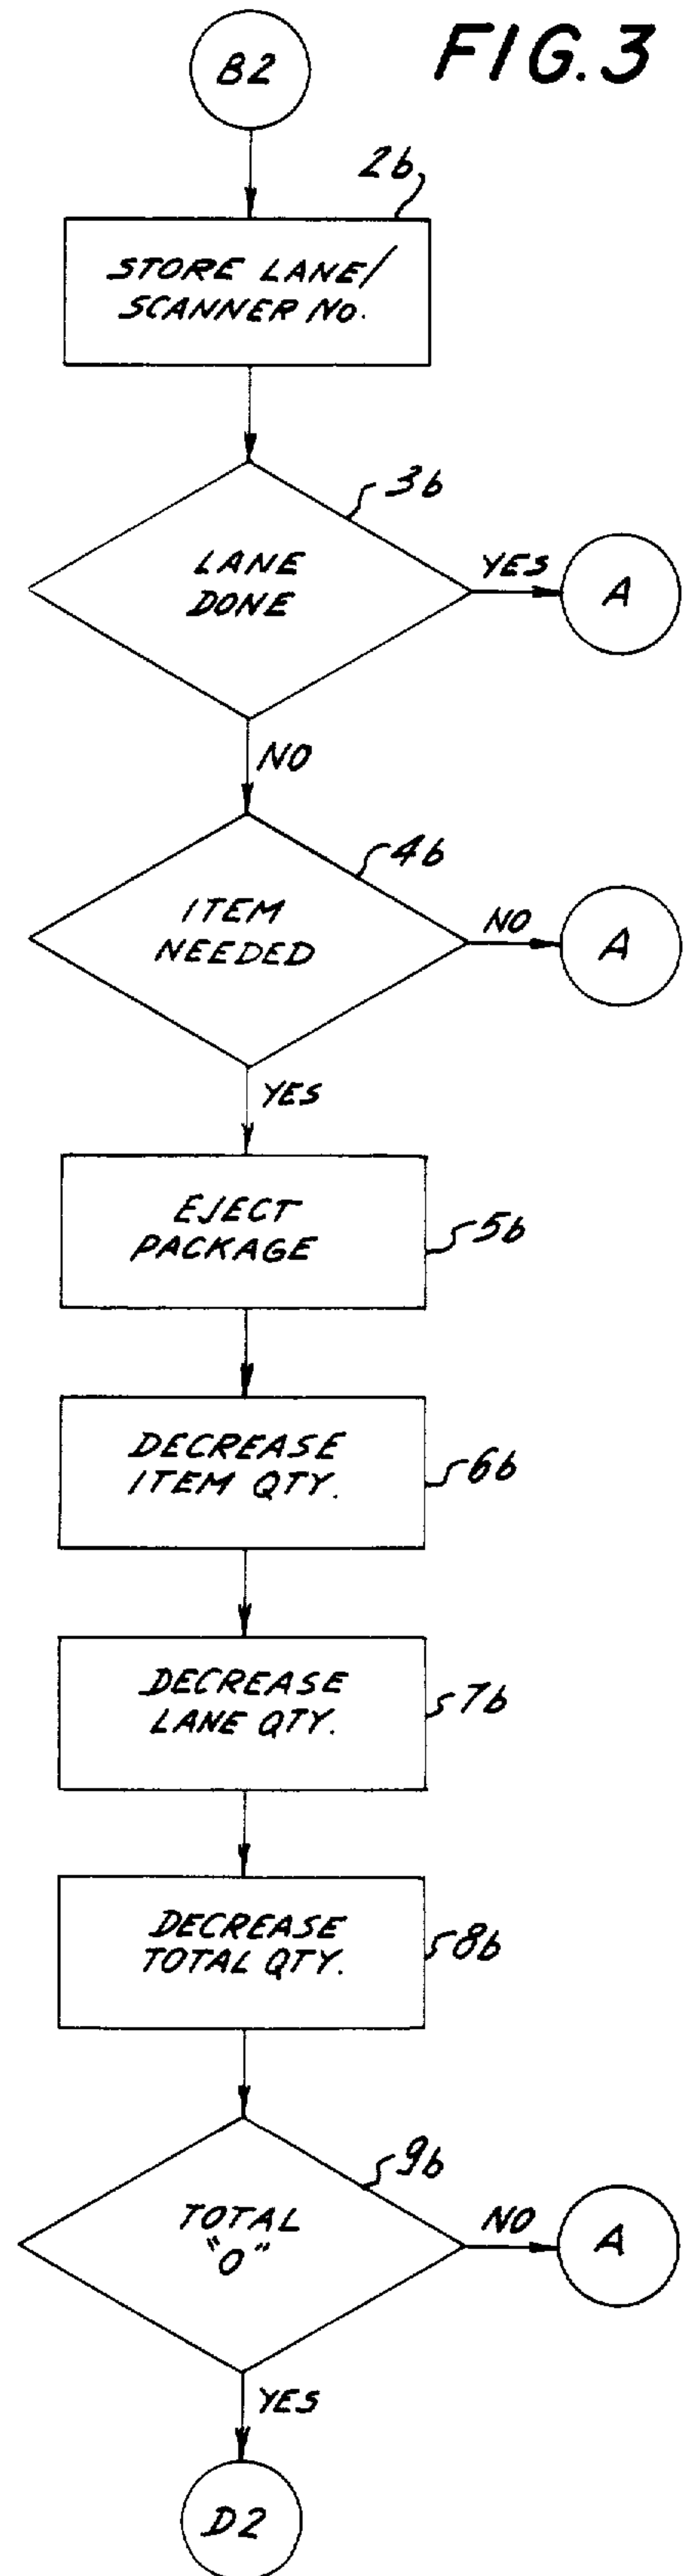 FIG. 3
B2
2b
STORE LANE/
SCANNER NO.
3b
LANE
DONE
YES
A
NO
4b
ITEM
NEEDED
NO
A
YES
EJECT
PACKAGE
5b
DECREASE
ITEM QTY.
6b
DECREASE
LANE QTY.
7b
DECREASE
TOTAL QTY.
8b
9b
TOTAL
"O"
NO
A
YES
D2